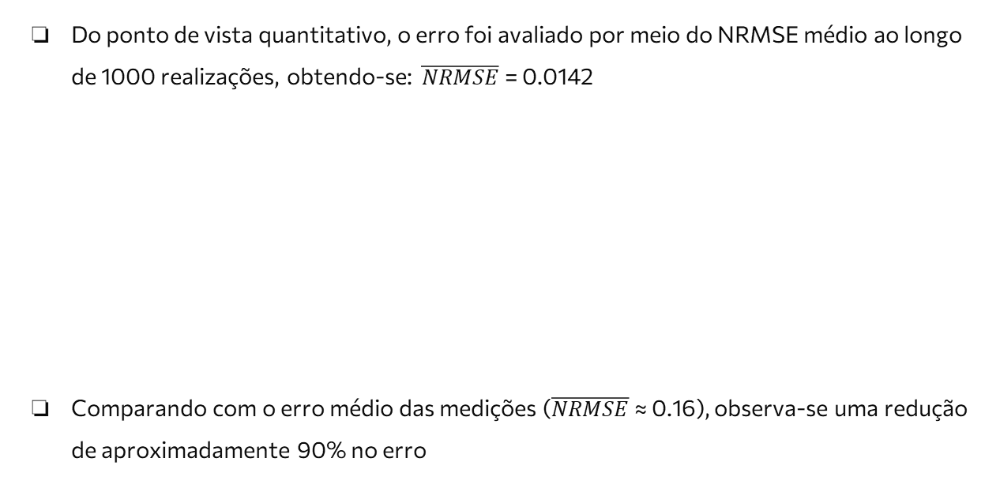 ❏ Do ponto de vista quantitativo, o erro foi avaliado por meio do NRMSE médio ao longo
de 1000 realizações, obtendo-se: \overline{NRMSE} = 0.0142
❏ Comparando com o erro médio das medições (\overline{NRMSE} ≈ 0.16), observa-se uma redução
de aproximadamente 90% no erro